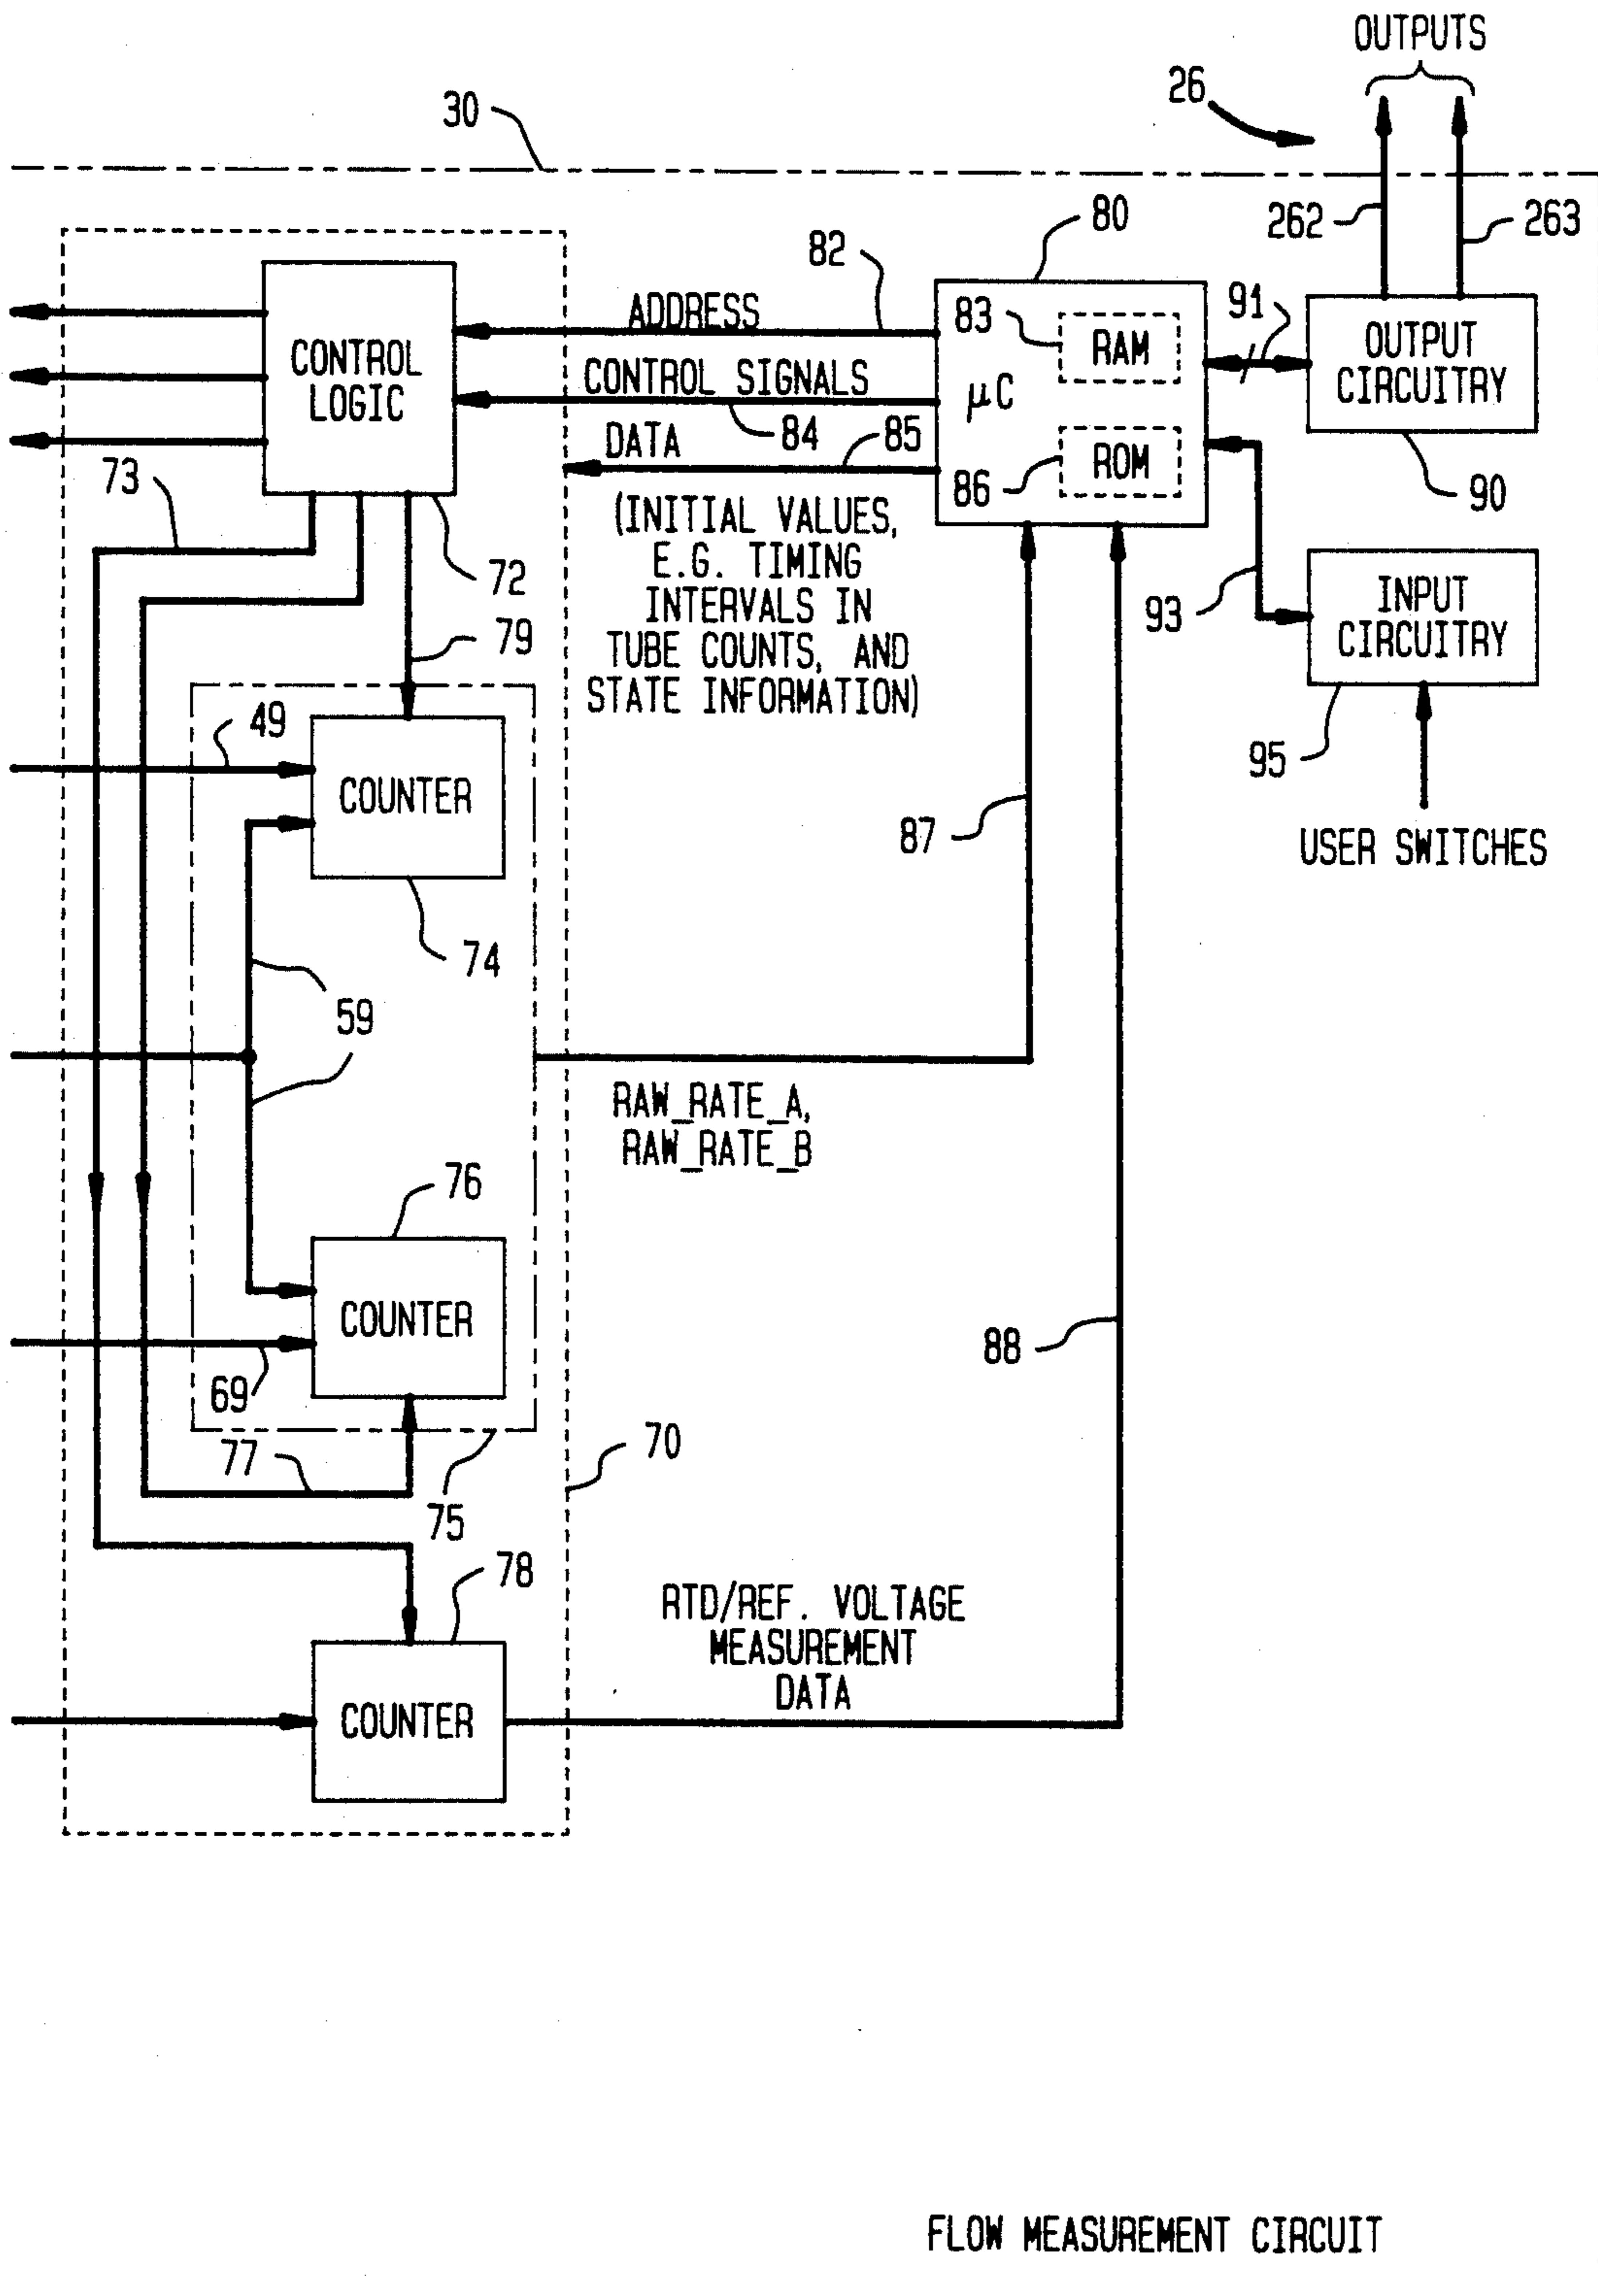 OUTPUTS
26
30
262
263
80
82
ADDRESS
83
RAM
91
CONTROL
LOGIC
OUTPUT
CIRCUITRY
CONTROL SIGNALS
µC
84
DATA
85
73
86
ROM
90
(INITIAL VALUES,
E.G. TIMING
INTERVALS IN
TUBE COUNTS, AND
STATE INFORMATION)
72
93
INPUT
CIRCUITRY
79
49
95
COUNTER
87
USER SWITCHES
74
59
RAW_RATE_A,
RAW_RATE_B
76
COUNTER
88
69
77
70
75
78
RTD/REF. VOLTAGE
MEASUREMENT
DATA
COUNTER
FLOW MEASUREMENT CIRCUIT